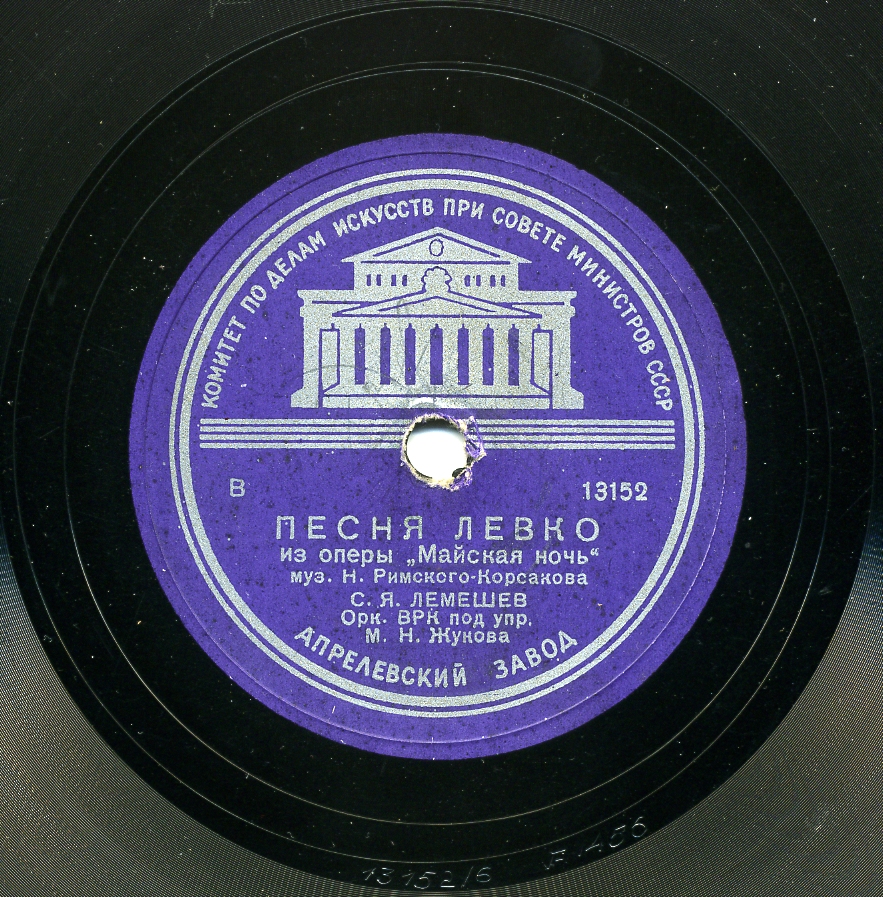 КОМИТЕТ ПО ДЕЛАМ ИСКУССТВ ПРИ СОВЕТЕ МИНИСТРОВ СССР
В 13152
ПЕСНЯ ЛЕВКО
из оперы „Майская ночь“
муз. Н. Римского-Корсакова
С. Я. ЛЕМЕШЕВ
Орк. ВРК под упр.
М. Н. Жукова
АПРЕЛЕВСКИЙ ЗАВОД
13152/6 F. 456